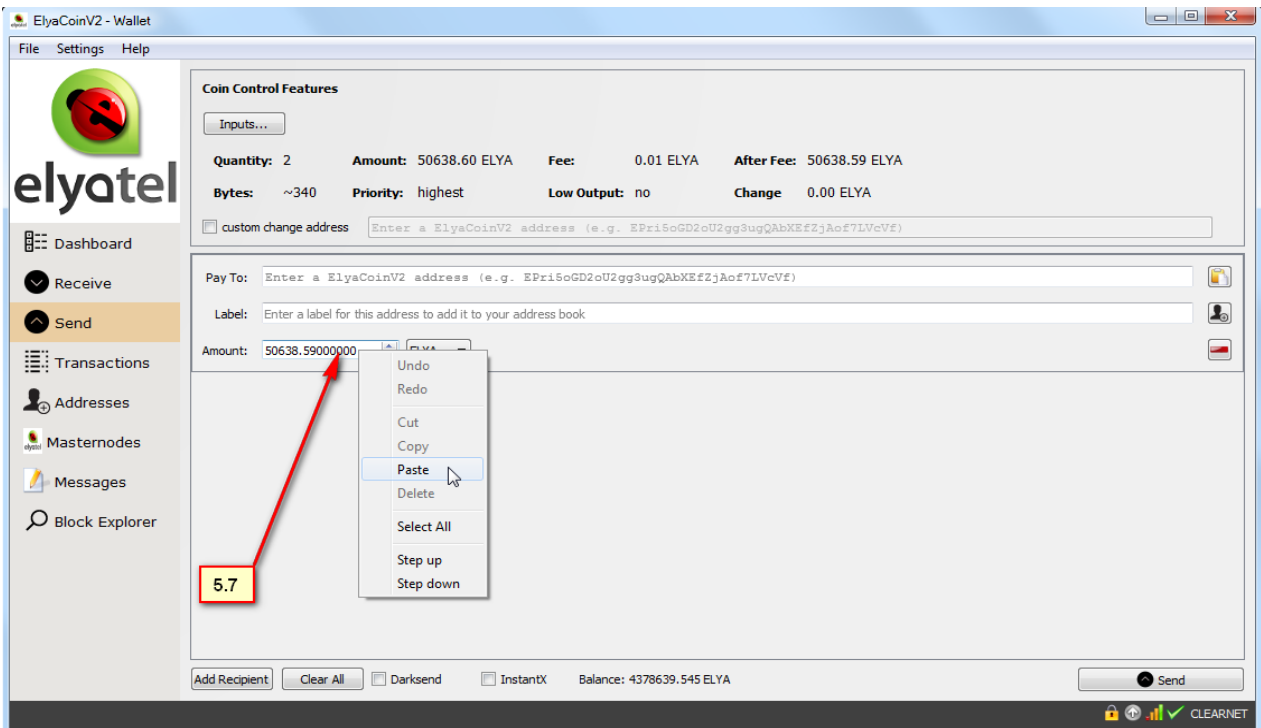 ElyaCoinV2 - Wallet
File Settings Help
elyatel
Dashboard
Receive
Send
Transactions
Addresses
Masternodes
Messages
Block Explorer
Coin Control Features
Inputs...
Quantity: 2 Amount: 50638.60 ELYA Fee: 0.01 ELYA After Fee: 50638.59 ELYA
Bytes: ~340 Priority: highest Low Output: no Change 0.00 ELYA
custom change address Enter a ElyaCoinV2 address (e.g. EPri5oGD2oU2gg3ugQAbXEfZjAof7LVcVf)
Pay To: Enter a ElyaCoinV2 address (e.g. EPri5oGD2oU2gg3ugQAbXEfZjAof7LVcVf)
Label: Enter a label for this address to add it to your address book
Amount: 50638.59000000 ELYA
Undo
Redo
Cut
Copy
Paste
Delete
Select All
Step up
Step down
5.7
Add Recipient Clear All Darksend InstantX Balance: 4378639.545 ELYA Send
CLEARNET